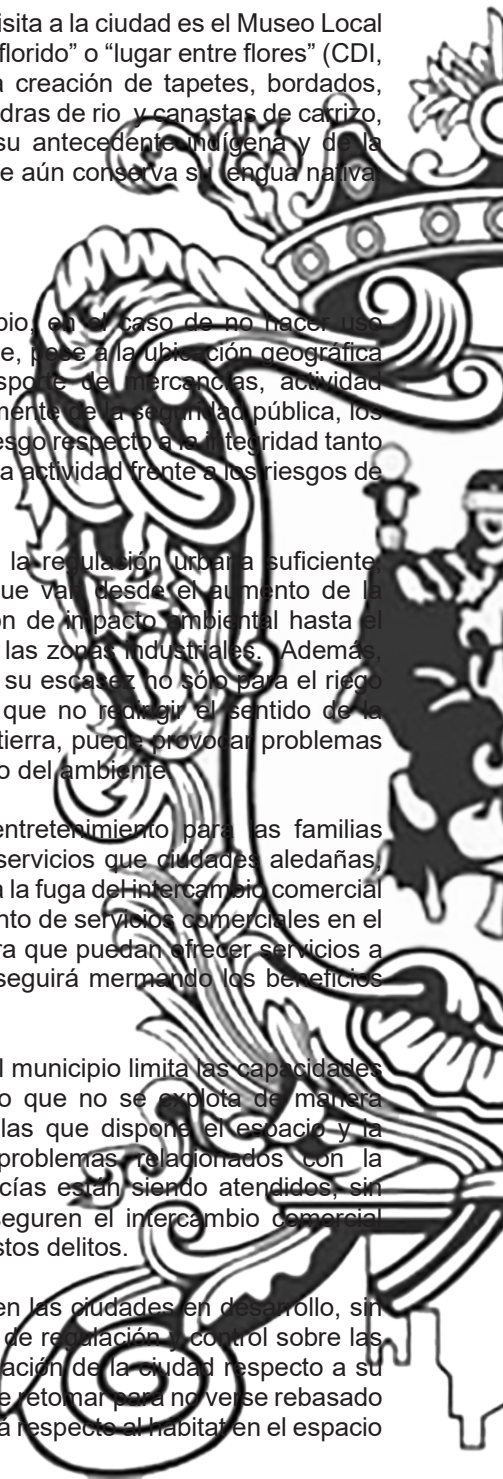 isita a la ciudad es el Museo Local
florido” o “lugar entre flores” (CDI,
a creación de tapetes, bordados,
dras de rio y canastas de carrizo,
su antecedente indígena y de la
e aún conserva su lengua nativa.
pio, en el caso de no hacer uso
e, pese a la ubicación geográfica
sporte de mercancías, actividad
mente de la seguridad pública, los
esgo respecto a la integridad tanto
a actividad frente a los riesgos de
la regulación urbana suficiente,
que van desde el aumento de la
ón de impacto ambiental hasta el
las zonas industriales. Además,
su escasez no sólo para el riego
que no redirigir el sentido de la
tierra, puede provocar problemas
o del ambiente.
entretenimiento para las familias
servicios que ciudades aledañas,
a la fuga del intercambio comercial
nto de servicios comerciales en el
ra que puedan ofrecer servicios a
seguirá mermando los beneficios
l municipio limita las capacidades
o que no se explota de manera
las que dispone el espacio y la
problemas relacionados con la
cías están siendo atendidos, sin
seguren el intercambio comercial
stos delitos.
en las ciudades en desarrollo, sin
de regulación y control sobre las
ación de la ciudad respecto a su
e retomar para no verse rebasado
á respecto al hábitat en el espacio